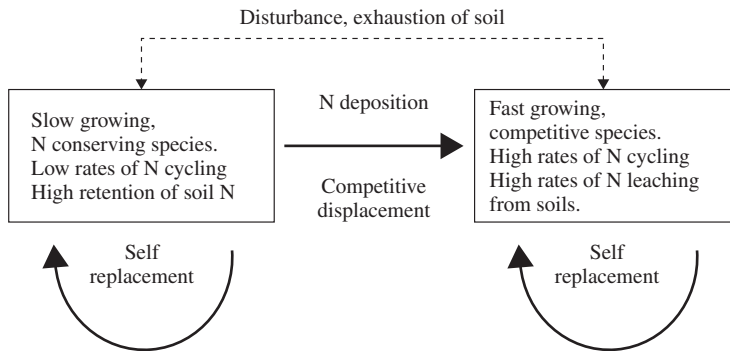 Disturbance, exhaustion of soil
Slow growing,
N conserving species.
Low rates of N cycling
High retention of soil N
N deposition
Competitive
displacement
Fast growing,
competitive species.
High rates of N cycling
High rates of N leaching
from soils.
Self
replacement
Self
replacement